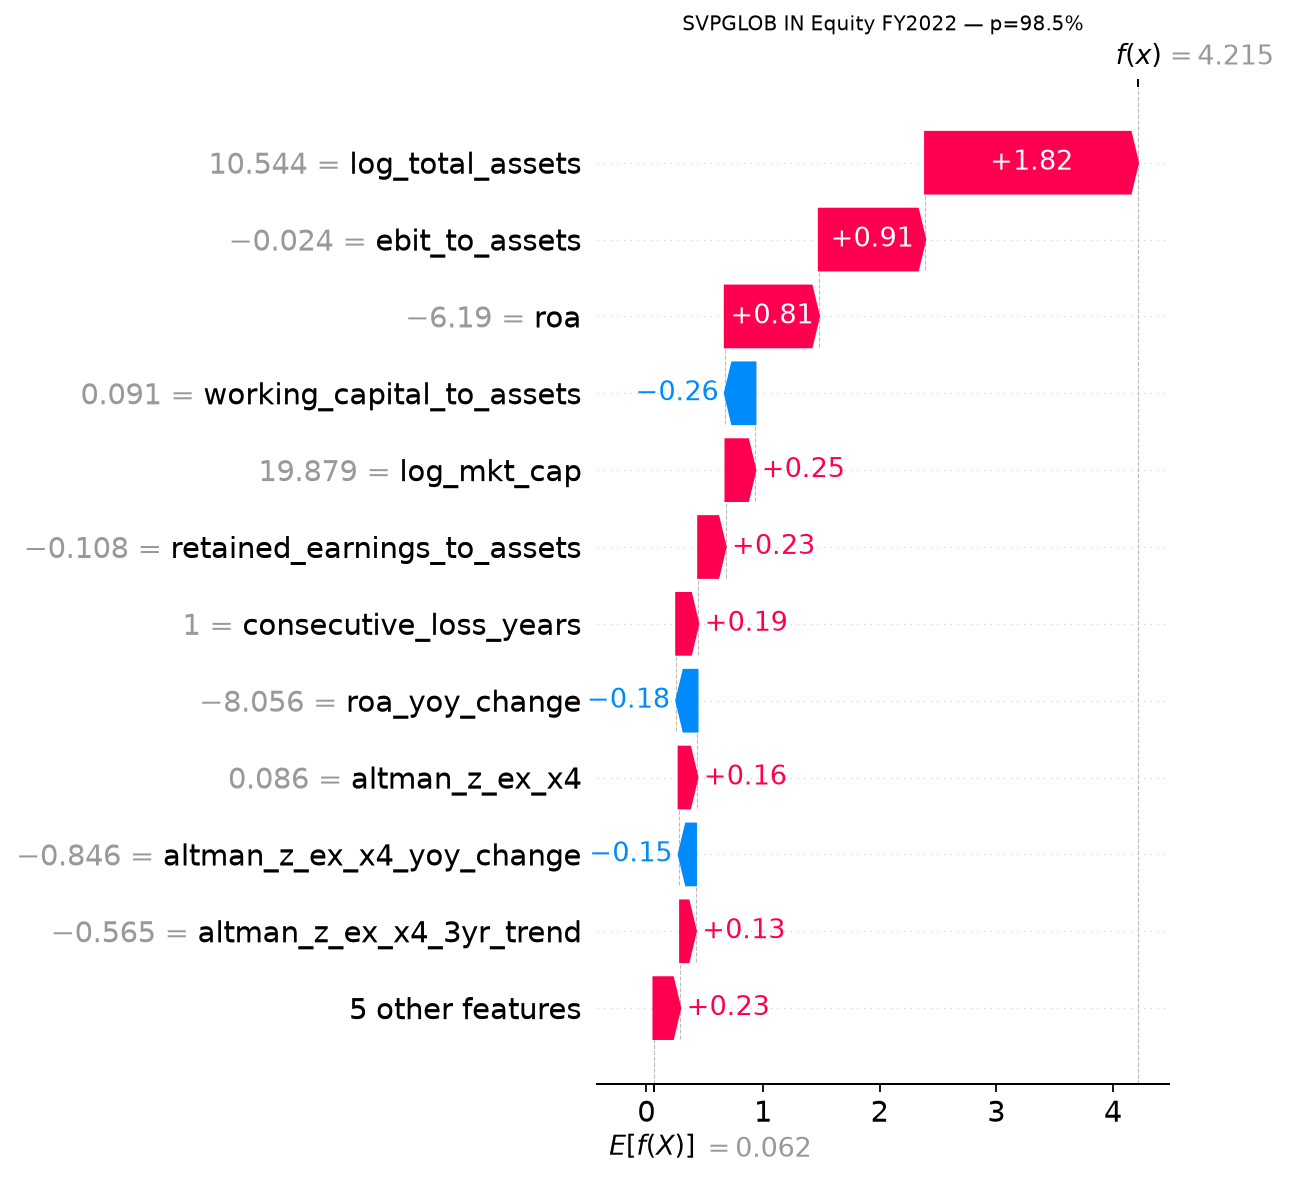 SVPGLOB IN Equity FY2022 — p=98.5%
f(x) = 4.215
10.544 = log_total_assets +1.82
−0.024 = ebit_to_assets +0.91
−6.19 = roa +0.81
0.091 = working_capital_to_assets −0.26
19.879 = log_mkt_cap +0.25
−0.108 = retained_earnings_to_assets +0.23
1 = consecutive_loss_years +0.19
−8.056 = roa_yoy_change −0.18
0.086 = altman_z_ex_x4 +0.16
−0.846 = altman_z_ex_x4_yoy_change −0.15
−0.565 = altman_z_ex_x4_3yr_trend +0.13
5 other features +0.23
0 1 2 3 4
E[f(X)] = 0.062